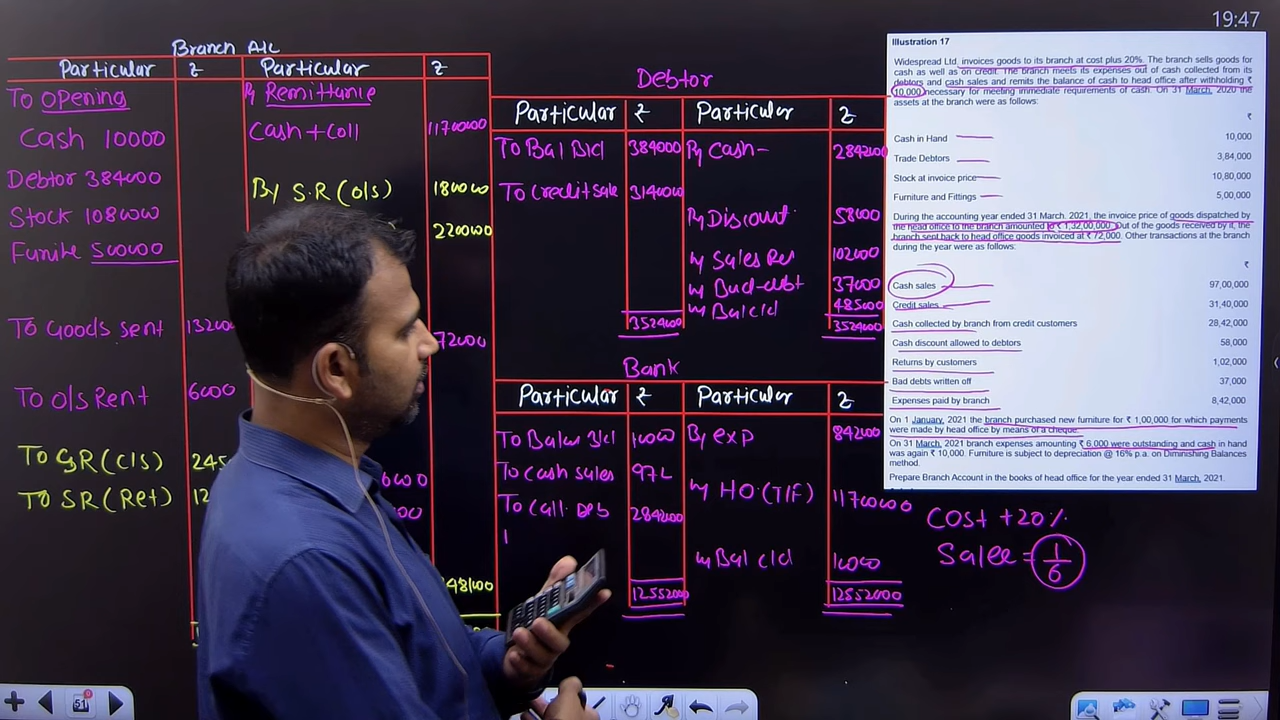 19:47
Branch A/c
Particular ₹ Particular ₹
To Opening
Cash 10000
Debtor 384000
Stock 1080000
500000
To Goods sent
To O/s Rent 6000
To SR (Ret)
By Remittance
Cash + Coll 11700000
By S.R (O/s) 180000
2200000
72000
Debtor
Particular ₹ Particular ₹
To Bal B/d 384000 By Cash - 2842000
To Credit sale 3140000
By Discount 58000
By Sales Ret 102000
By Bad-debt 37000
By Bal c/d 485000
3524000 3524000
Bank
Particular ₹ Particular ₹
To Balan b/d 10000 By exp 842000
To Cash Sales 97L
By HO (T/F) 11700000
2842000
By Bal c/d 10000
12552000 12552000
Illustration 17
Widespread Ltd. invoices goods to its branch at cost plus 20%. The branch sells goods for
cash as well as on credit. The branch meets its expenses out of cash collected from its
debtors and cash sales and remits the balance of cash to head office after withholding ₹
10,000 necessary for meeting immediate requirements of cash. On 31 March, 2020 the
assets at the branch were as follows:
₹
Cash in Hand 10,000
Trade Debtors 3,84,000
Stock at invoice price 10,80,000
Furniture and Fittings 5,00,000
During the accounting year ended 31 March, 2021, the invoice price of goods dispatched by
the head office to the branch amounted to ₹ 1,32,00,000. Out of the goods received by it, the
branch sent back to head office goods invoiced at ₹ 72,000. Other transactions at the branch
during the year were as follows:
₹
Cash sales 97,00,000
Credit sales 31,40,000
Cash collected by branch from credit customers 28,42,000
Cash discount allowed to debtors 58,000
Returns by customers 1,02,000
Bad debts written off 37,000
Expenses paid by branch 8,42,000
On 1 January, 2021 the branch purchased new furniture for ₹ 1,00,000 for which payments
were made by head office by means of a cheque.
On 31 March, 2021 branch expenses amounting ₹ 6,000 were outstanding and cash in hand
was again ₹ 10,000. Furniture is subject to depreciation @ 16% p.a. on Diminishing Balances
method.
Prepare Branch Account in the books of head office for the year ended 31 March, 2021.
Cost + 20%
Salee = 1/6
51